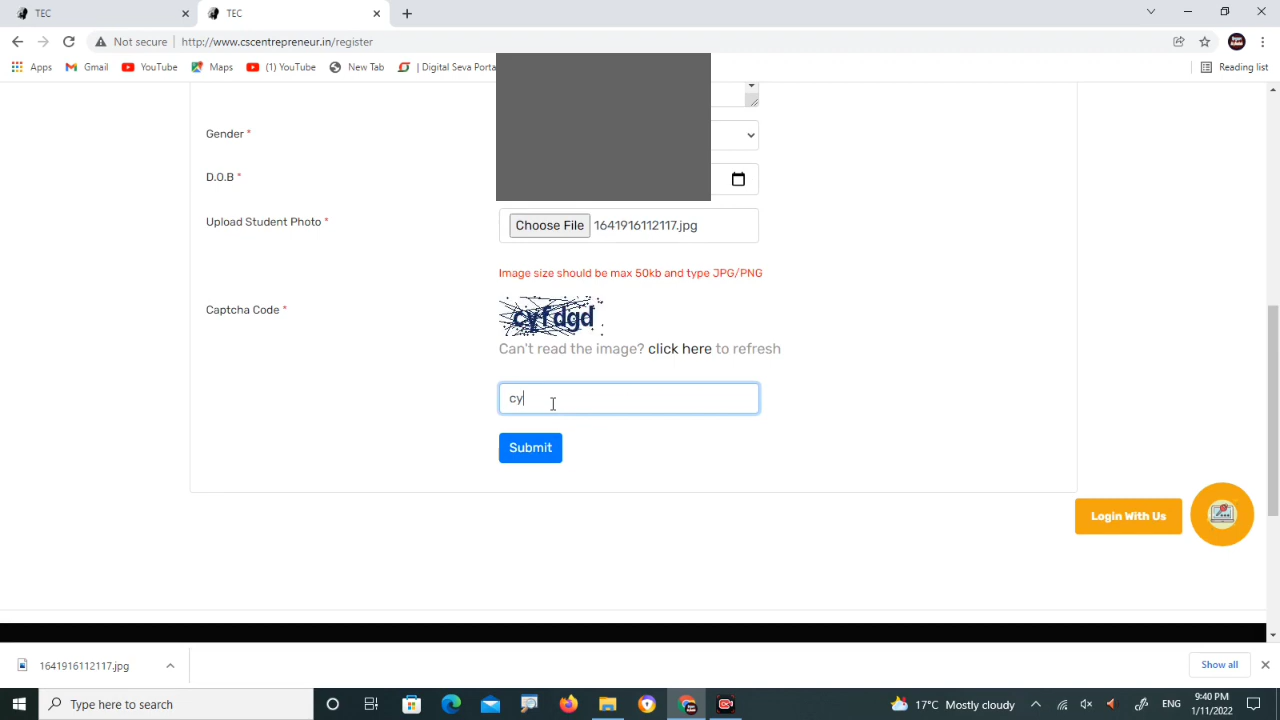 TEC
TEC
Not secure
http://www.cscentrepreneur.in/register
Apps
Gmail
YouTube
Maps
(1) YouTube
New Tab
| Digital Seva Porta
Reading list
Gender *
D.O.B *
Upload Student Photo *
Choose File 1641916112117.jpg
Image size should be max 50kb and type JPG/PNG
Captcha Code *
cyfdgd
Can't read the image? click here to refresh
cy
Submit
Login With Us
1641916112117.jpg
Show all
Type here to search
17°C Mostly cloudy
ENG
9:40 PM
1/11/2022